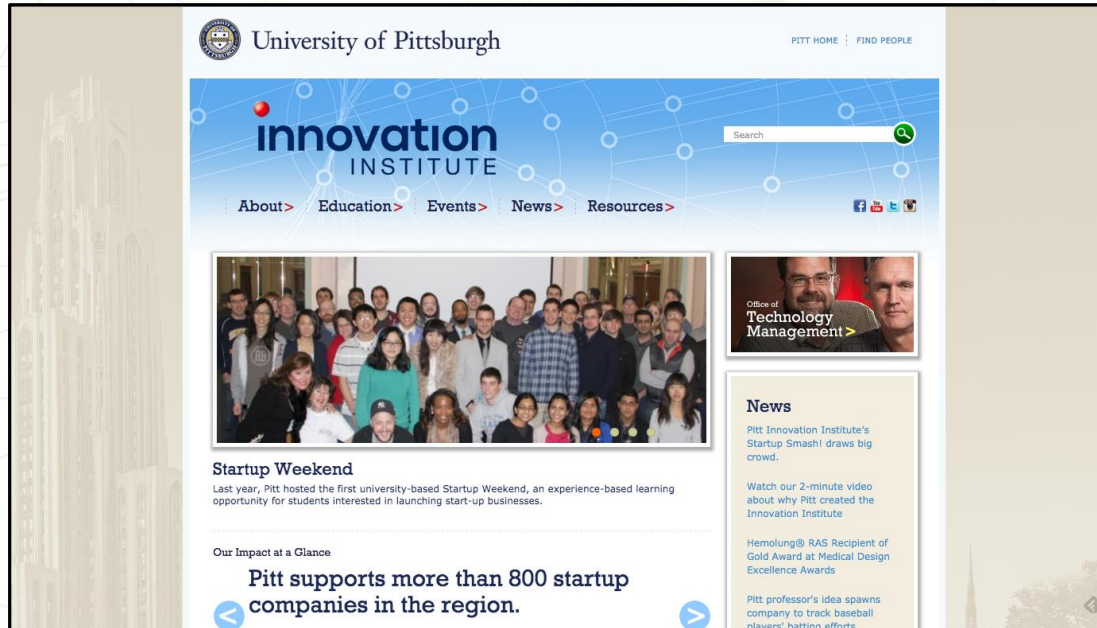 University of Pittsburgh
PITT HOME
FIND PEOPLE
innovation
INSTITUTE
Search
About>
Education>
Events>
News>
Resources>
Office of
Technology
Management >
Startup Weekend
Last year, Pitt hosted the first university-based Startup Weekend, an experience-based learning
opportunity for students interested in launching start-up businesses.
Our Impact at a Glance
Pitt supports more than 800 startup
companies in the region.
<
>
News
Pitt Innovation Institute's
Startup Smash! draws big
crowd.
Watch our 2-minute video
about why Pitt created the
Innovation Institute
Hemolung® RAS Recipient of
Gold Award at Medical Design
Excellence Awards
Pitt professor's idea spawns
company to track baseball
players' batting efforts